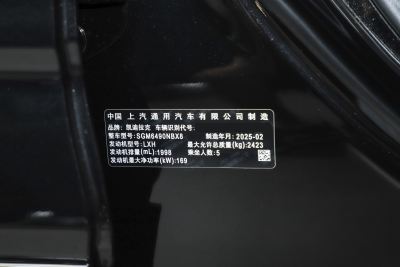 中国 上汽通用汽车有限公司制造
品牌: 凯迪拉克 车辆识别代号:
整车型号:SGM6490NBX8 制造年月: 2025-02
发动机型号:LXH 最大允许总质量(kg):2423
发动机排量(mL): 1998 乘坐人数:5
发动机最大净功率(kW): 169